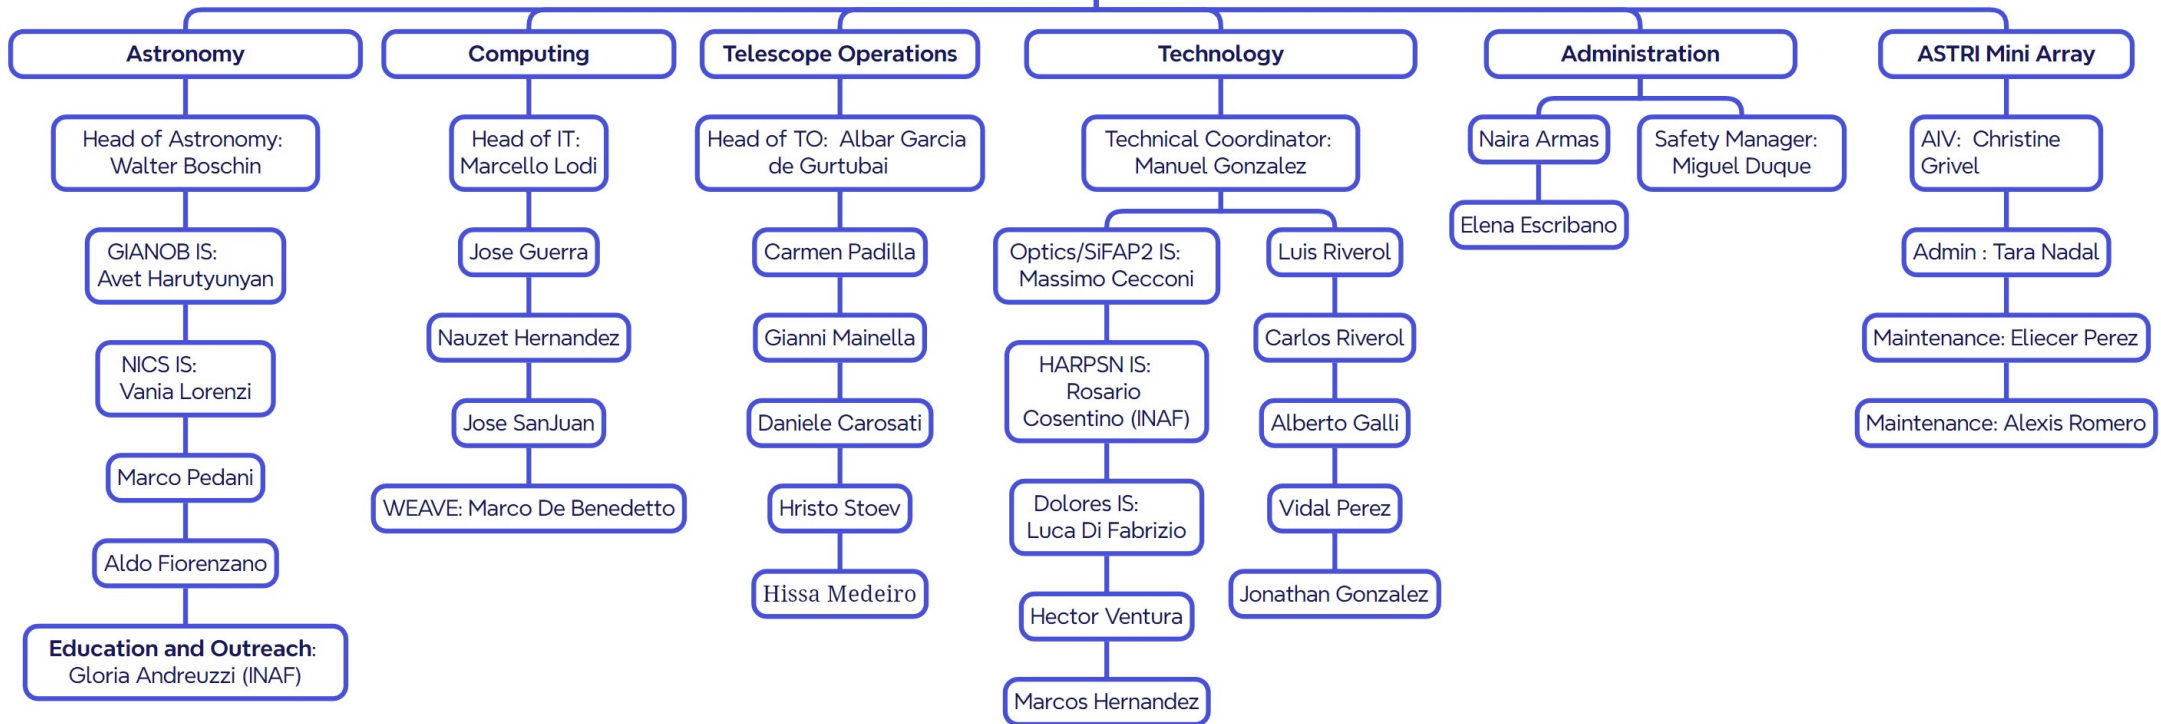 Astronomy
Computing
Telescope Operations
Technology
Administration
ASTRI Mini Array
Head of Astronomy:
Walter Boschin
GIANOB IS:
Avet Harutyunyan
NICS IS:
Vania Lorenzi
Marco Pedani
Aldo Fiorenzano
Education and Outreach:
Gloria Andreuzzi (INAF)
Head of IT:
Marcello Lodi
Jose Guerra
Nauzet Hernandez
Jose SanJuan
WEAVE: Marco De Benedetto
Head of TO: Albar Garcia
de Gurtubai
Carmen Padilla
Gianni Mainella
Daniele Carosati
Hristo Stoev
Hissa Medeiro
Technical Coordinator:
Manuel Gonzalez
Optics/SiFAP2 IS:
Massimo Cecconi
HARPSN IS:
Rosario
Cosentino (INAF)
Dolores IS:
Luca Di Fabrizio
Hector Ventura
Marcos Hernandez
Luis Riverol
Carlos Riverol
Alberto Galli
Vidal Perez
Jonathan Gonzalez
Naira Armas
Elena Escribano
Safety Manager:
Miguel Duque
AIV: Christine
Grivel
Admin : Tara Nadal
Maintenance: Eliecer Perez
Maintenance: Alexis Romero